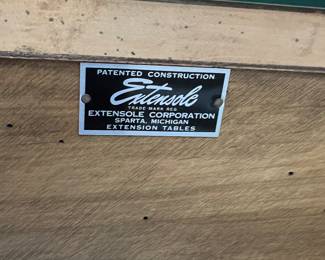 PATENTED CONSTRUCTION
Extensole
TRADE-MARK REG
EXTENSOLE CORPORATION
SPARTA, MICHIGAN
EXTENSION TABLES